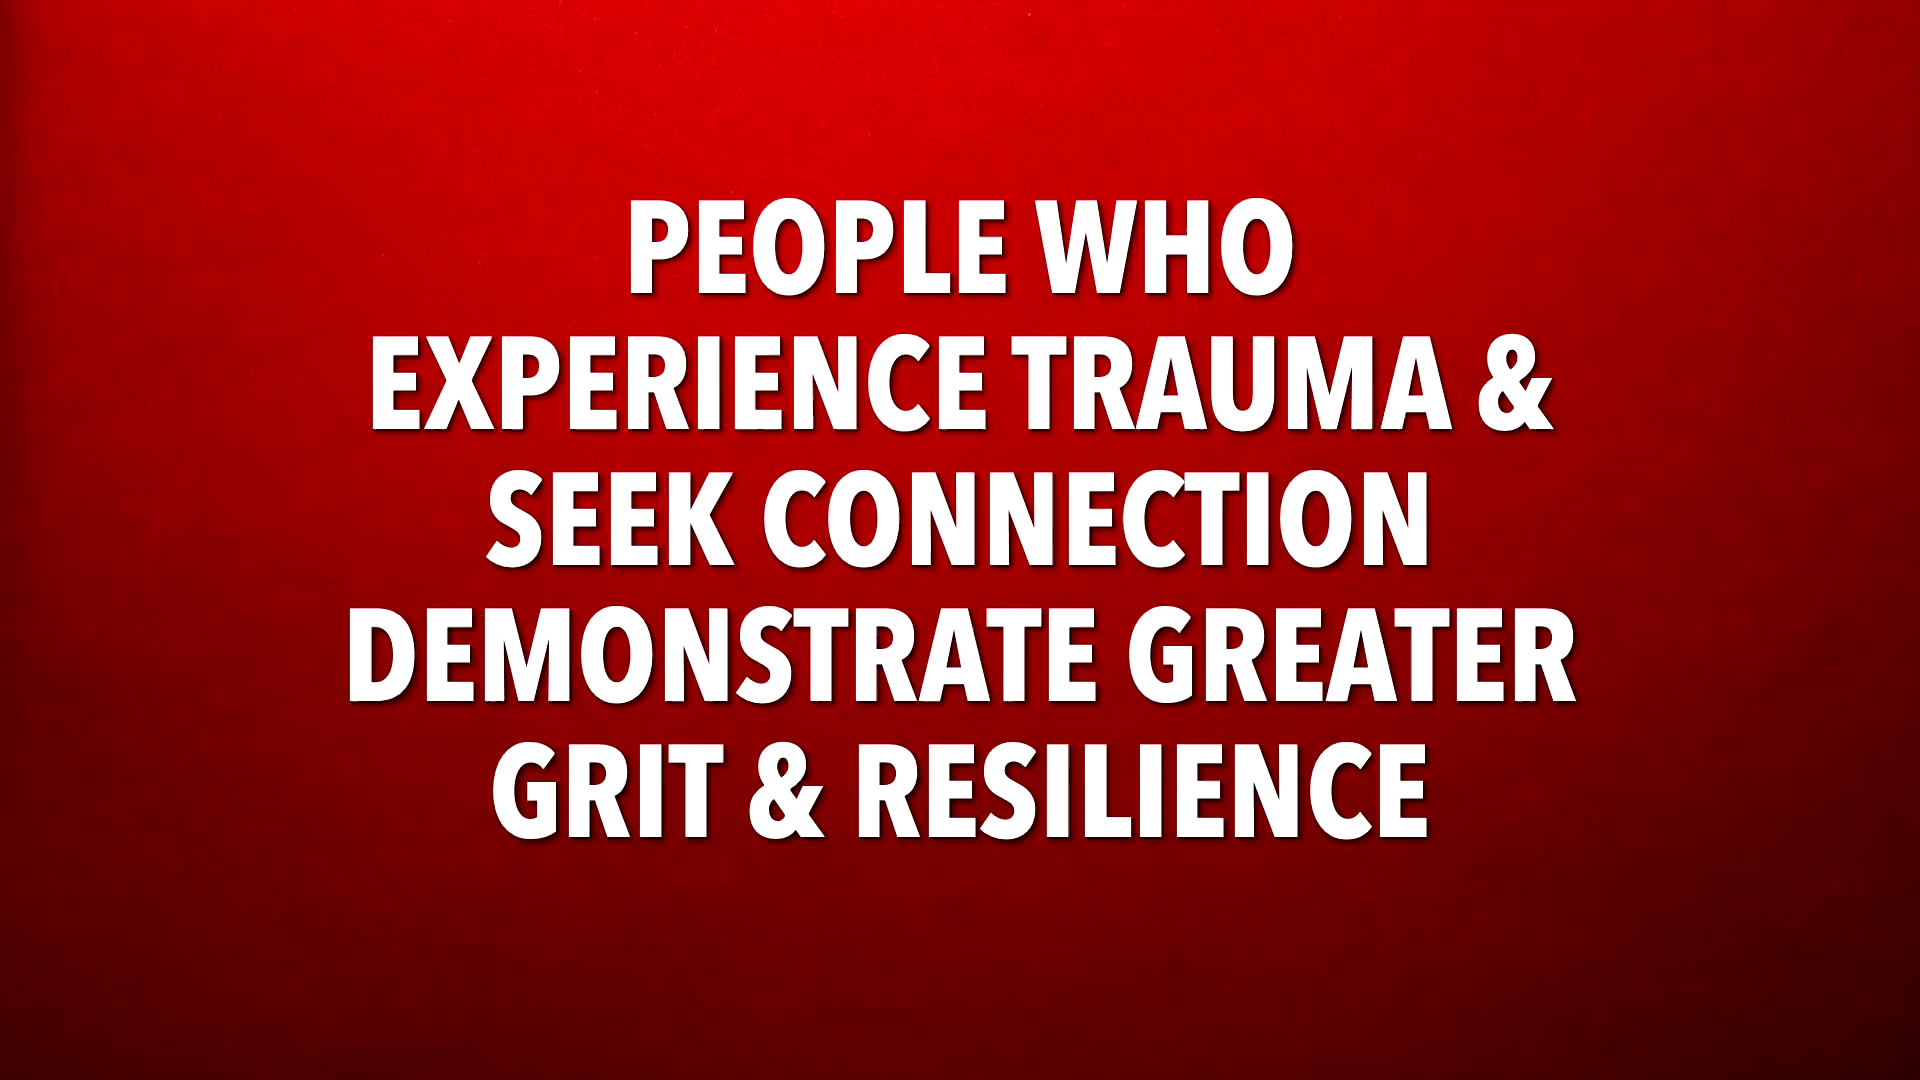 PEOPLE WHO
EXPERIENCE TRAUMA &
SEEK CONNECTION
DEMONSTRATE GREATER
GRIT & RESILIENCE